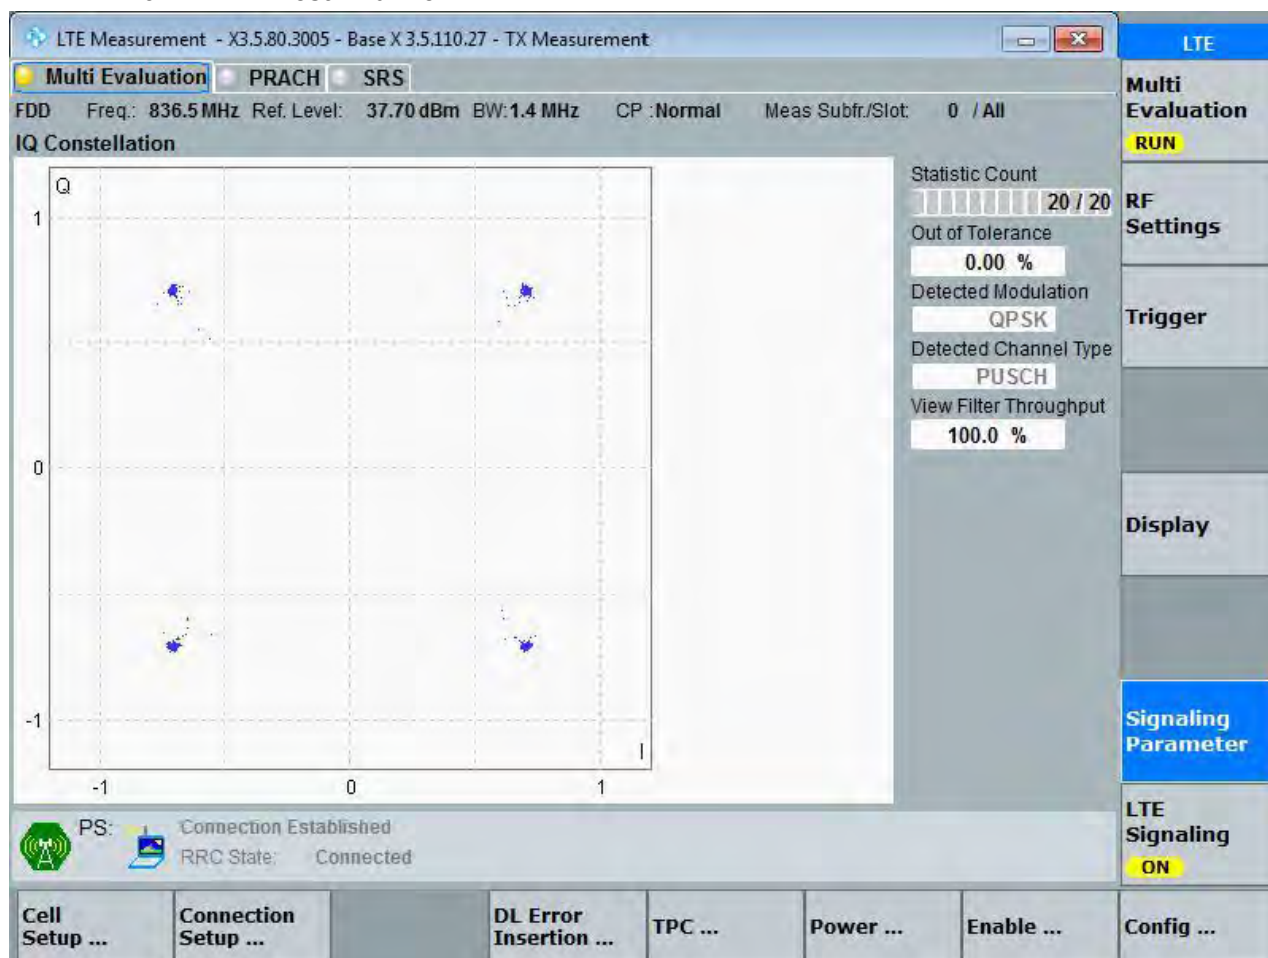 LTE Measurement - X3.5.80.3005 - Base X 3.5.110.27 - TX Measurement
LTE
Multi Evaluation PRACH SRS
FDD Freq.: 836.5 MHz Ref. Level: 37.70 dBm BW: 1.4 MHz CP :Normal Meas Subfr./Slot: 0 / All
IQ Constellation
Q
1
0
-1
I
-1 0 1
Statistic Count
20 / 20
Out of Tolerance
0.00 %
Detected Modulation
QPSK
Detected Channel Type
PUSCH
View Filter Throughput
100.0 %
Multi
Evaluation
RUN
RF
Settings
Trigger
Display
Signaling
Parameter
LTE
Signaling
ON
PS: Connection Established
RRC State: Connected
Cell
Setup ...
Connection
Setup ...
DL Error
Insertion ...
TPC ...
Power ...
Enable ...
Config ...